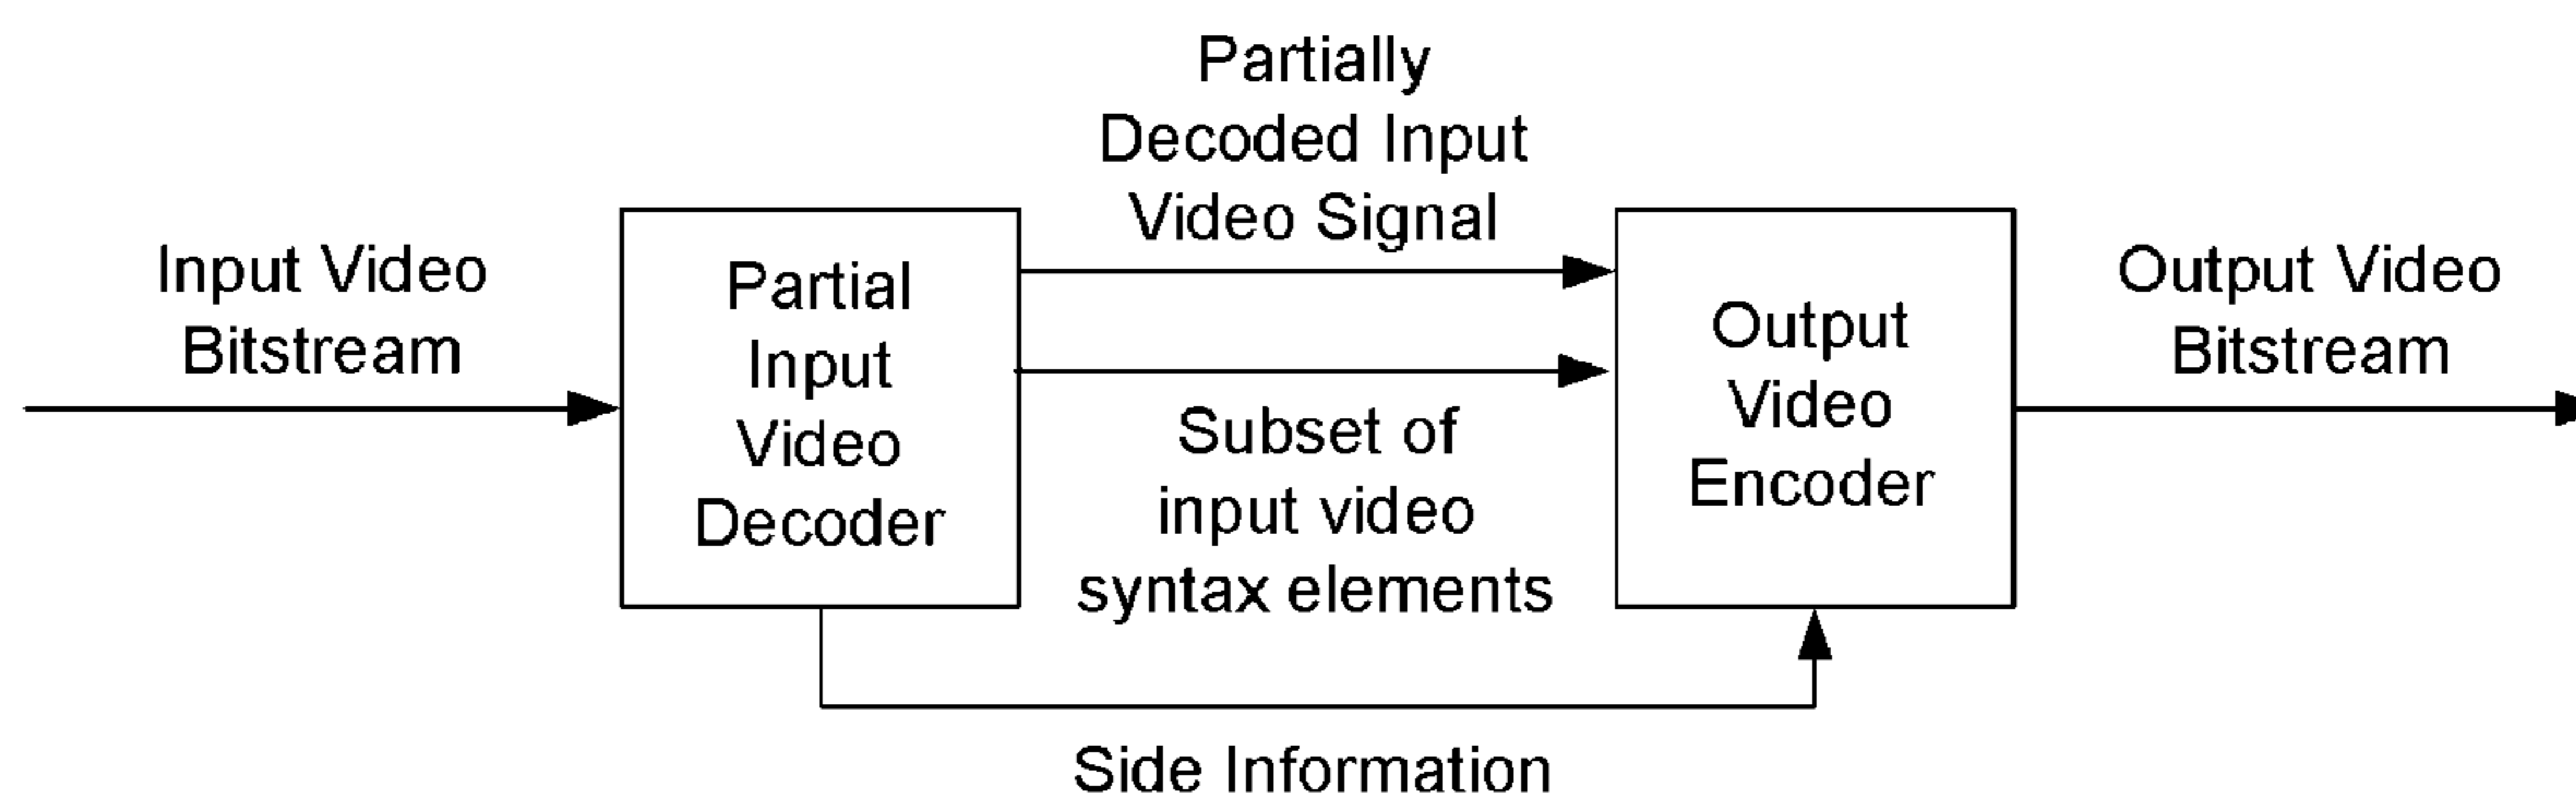 Input Video
Bitstream
Partial
Input
Video
Decoder
Partially
Decoded Input
Video Signal
Subset of
input video
syntax elements
Side Information
Output
Video
Encoder
Output Video
Bitstream